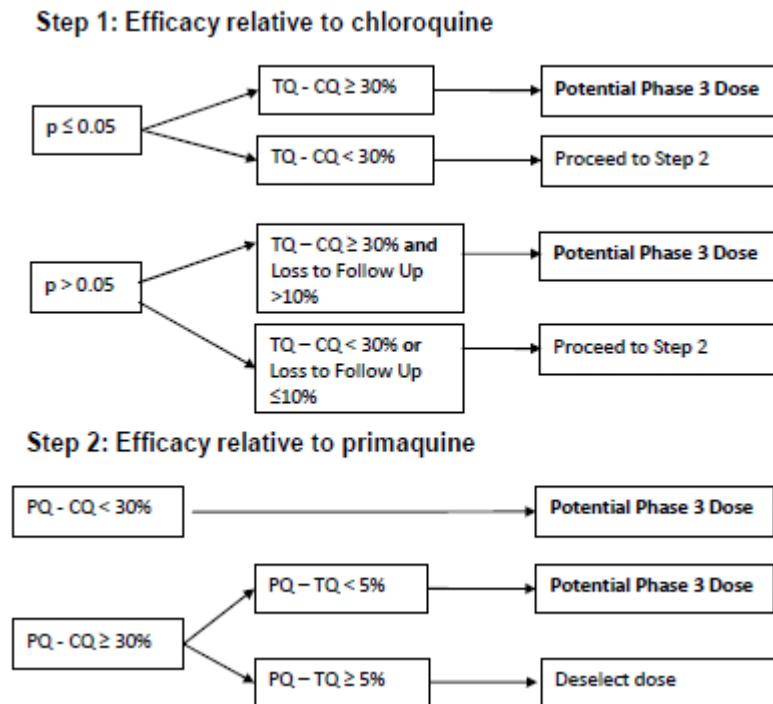 Step 1: Efficacy relative to chloroquine
p ≤ 0.05
TQ - CQ ≥ 30%
Potential Phase 3 Dose
TQ - CQ < 30%
Proceed to Step 2
p > 0.05
TQ – CQ ≥ 30% and
Loss to Follow Up
>10%
Potential Phase 3 Dose
TQ – CQ < 30% or
Loss to Follow Up
≤10%
Proceed to Step 2
Step 2: Efficacy relative to primaquine
PQ - CQ < 30%
Potential Phase 3 Dose
PQ - CQ ≥ 30%
PQ – TQ < 5%
Potential Phase 3 Dose
PQ – TQ ≥ 5%
Deselect dose